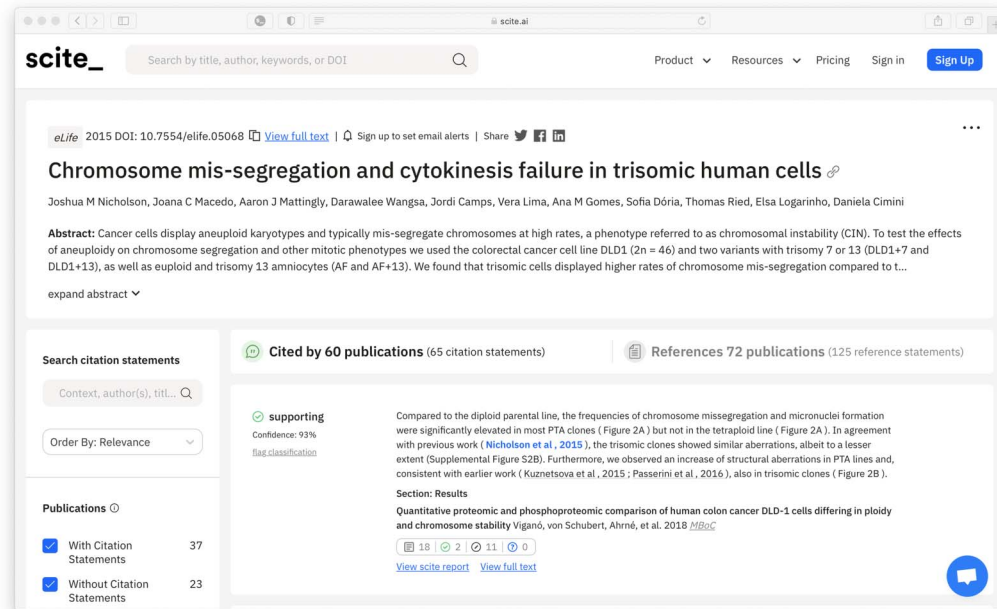 scite.ai
scite_
Search by title, author, keywords, or DOI
Product
Resources
Pricing
Sign in
Sign Up
eLife 2015 DOI: 10.7554/elife.05068 View full text | Sign up to set email alerts | Share
Chromosome mis-segregation and cytokinesis failure in trisomic human cells
Joshua M Nicholson, Joana C Macedo, Aaron J Mattingly, Darawalee Wangsa, Jordi Camps, Vera Lima, Ana M Gomes, Sofia Dória, Thomas Ried, Elsa Logarinho, Daniela Cimini
Abstract: Cancer cells display aneuploid karyotypes and typically mis-segregate chromosomes at high rates, a phenotype referred to as chromosomal instability (CIN). To test the effects
of aneuploidy on chromosome segregation and other mitotic phenotypes we used the colorectal cancer cell line DLD1 (2n = 46) and two variants with trisomy 7 or 13 (DLD1+7 and
DLD1+13), as well as euploid and trisomy 13 amniocytes (AF and AF+13). We found that trisomic cells displayed higher rates of chromosome mis-segregation compared to t...
expand abstract
Search citation statements
Context, author(s), titl...
Order By: Relevance
Publications
With Citation Statements 37
Without Citation Statements 23
Cited by 60 publications (65 citation statements)
References 72 publications (125 reference statements)
supporting
Confidence: 93%
flag classification
Compared to the diploid parental line, the frequencies of chromosome missegregation and micronuclei formation
were significantly elevated in most PTA clones ( Figure 2A ) but not in the tetraploid line ( Figure 2A ). In agreement
with previous work ( Nicholson et al , 2015 ), the trisomic clones showed similar aberrations, albeit to a lesser
extent (Supplemental Figure S2B). Furthermore, we observed an increase of structural aberrations in PTA lines and,
consistent with earlier work ( Kuznetsova et al , 2015 ; Passerini et al , 2016 ), also in trisomic clones ( Figure 2B ).
Section: Results
Quantitative proteomic and phosphoproteomic comparison of human colon cancer DLD-1 cells differing in ploidy
and chromosome stability Viganó, von Schubert, Ahrné, et al. 2018 MBoC
18 | 2 | 11 | 0
View scite report View full text